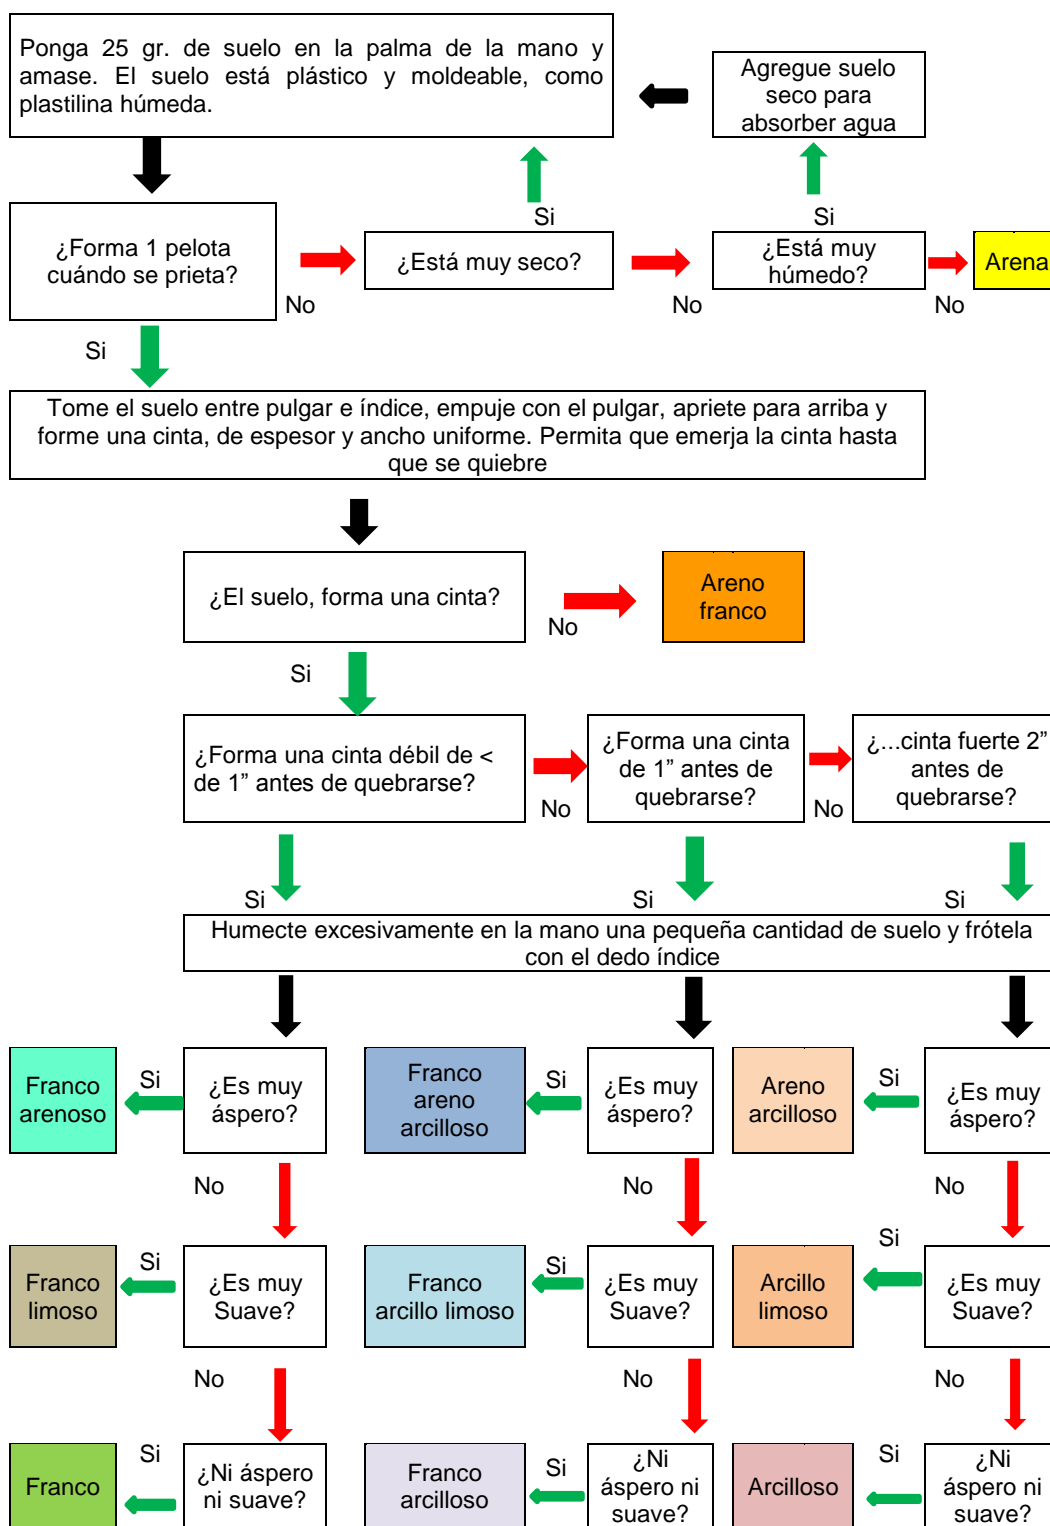 Ponga 25 gr. de suelo en la palma de la mano y
amase. El suelo está plástico y moldeable, como
plastilina húmeda.
Agregue suelo
seco para
absorber agua
Si
Si
¿Forma 1 pelota
cuándo se prieta?
¿Está muy seco?
¿Está muy
húmedo?
Arena
No
No
No
Si
Tome el suelo entre pulgar e índice, empuje con el pulgar, apriete para arriba y
forme una cinta, de espesor y ancho uniforme. Permita que emerja la cinta hasta
que se quiebre
¿El suelo, forma una cinta?
No
Areno
franco
Si
¿Forma una cinta débil de <
de 1” antes de quebrarse?
¿Forma una cinta
de 1” antes de
quebrarse?
¿...cinta fuerte 2”
antes de
quebrarse?
No
No
Si
Si
Si
Humecte excesivamente en la mano una pequeña cantidad de suelo y frótela
con el dedo índice
Franco
arenoso
Si
¿Es muy
áspero?
Franco
areno
arcilloso
Si
¿Es muy
áspero?
Areno
arcilloso
Si
¿Es muy
áspero?
No
No
No
Franco
limoso
Si
¿Es muy
Suave?
Franco
arcillo limoso
Si
¿Es muy
Suave?
Arcillo
limoso
Si
¿Es muy
Suave?
No
No
No
Franco
Si
¿Ni áspero
ni suave?
Franco
arcilloso
Si
¿Ni
áspero ni
suave?
Arcilloso
Si
¿Ni
áspero ni
suave?